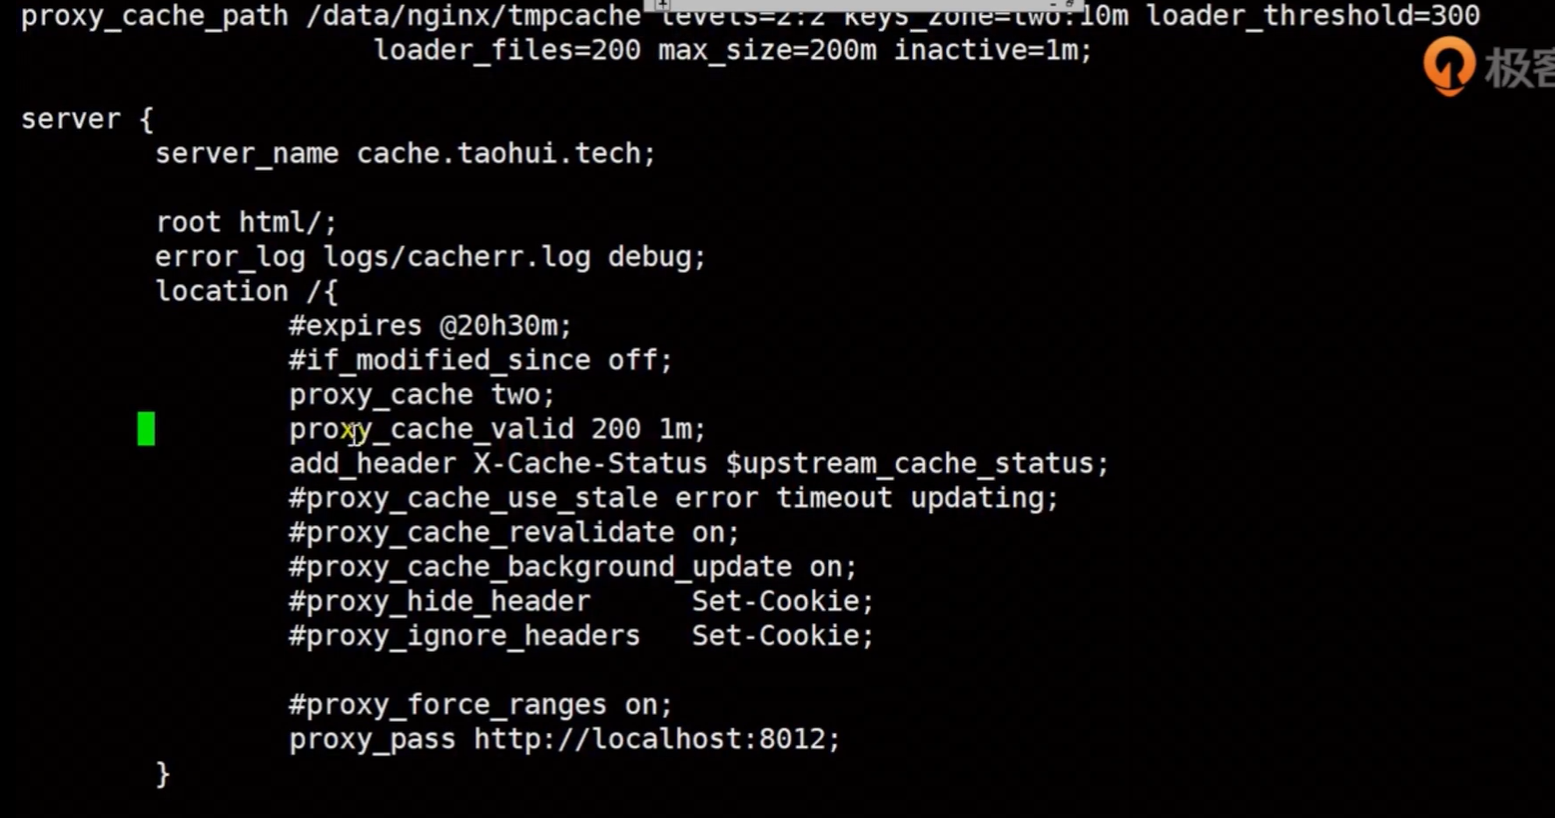 proxy_cache_path /data/nginx/tmpcache levels=2:2 keys_zone=two:10m loader_threshold=300
loader_files=200 max_size=200m inactive=1m;
极客
server {
server_name cache.taohui.tech;
root html/;
error_log logs/cacherr.log debug;
location /{
#expires @20h30m;
#if_modified_since off;
proxy_cache two;
proxy_cache_valid 200 1m;
add_header X-Cache-Status $upstream_cache_status;
#proxy_cache_use_stale error timeout updating;
#proxy_cache_revalidate on;
#proxy_cache_background_update on;
#proxy_hide_header Set-Cookie;
#proxy_ignore_headers Set-Cookie;
#proxy_force_ranges on;
proxy_pass http://localhost:8012;
}